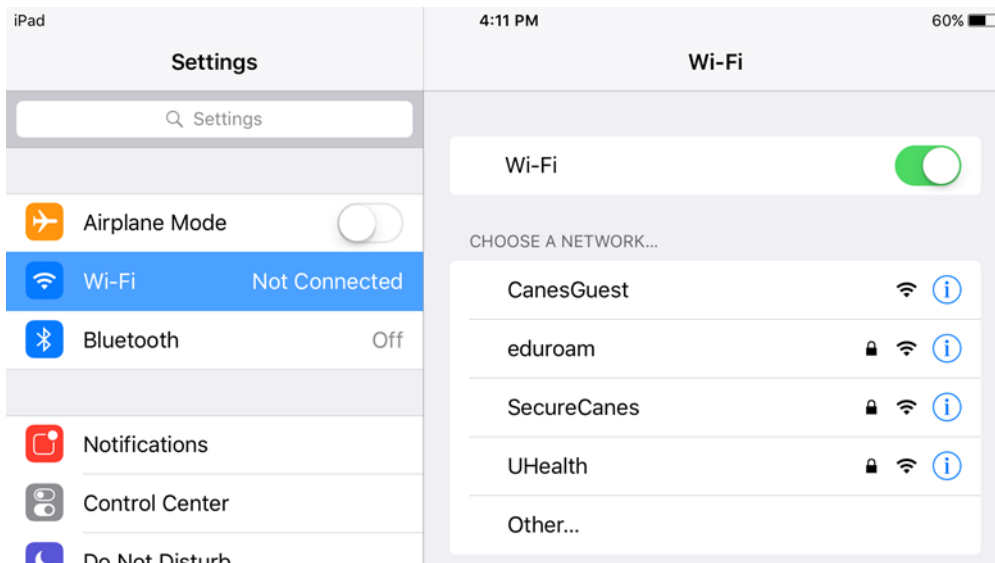 iPad
4:11 PM
60%
Settings
Wi-Fi
Settings
Wi-Fi
Airplane Mode
Wi-Fi
Not Connected
Bluetooth
Off
Notifications
Control Center
Do Not Disturb
CHOOSE A NETWORK...
CanesGuest
eduroam
SecureCanes
UHealth
Other...